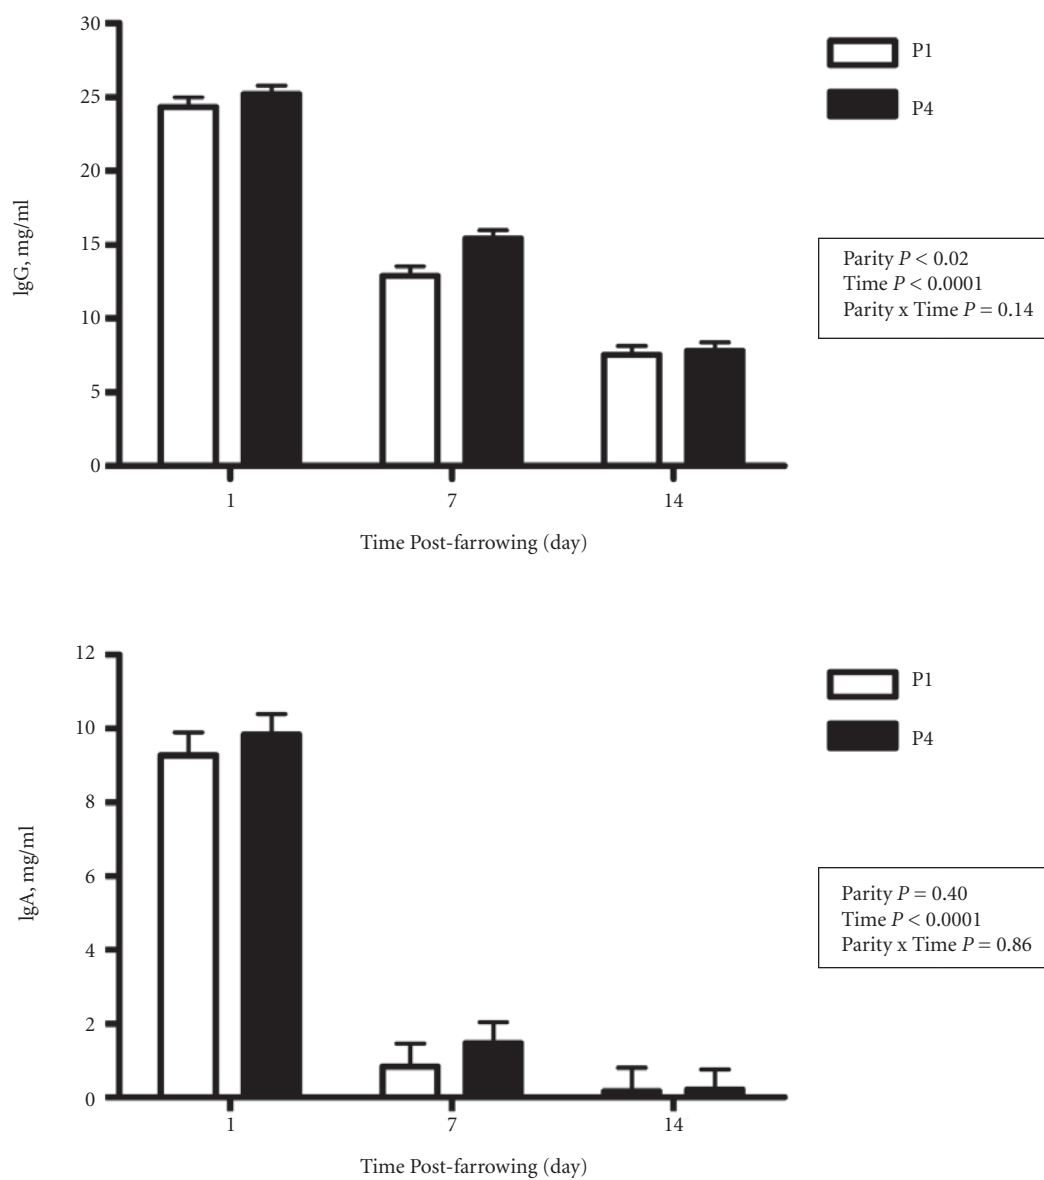 30
25
20
15
10
5
0
IgG, mg/ml
1
7
14
Time Post-farrowing (day)
P1
P4
Parity P < 0.02
Time P < 0.0001
Parity x Time P = 0.14
12
10
8
6
4
2
0
IgA, mg/ml
1
7
14
Time Post-farrowing (day)
P1
P4
Parity P = 0.40
Time P < 0.0001
Parity x Time P = 0.86